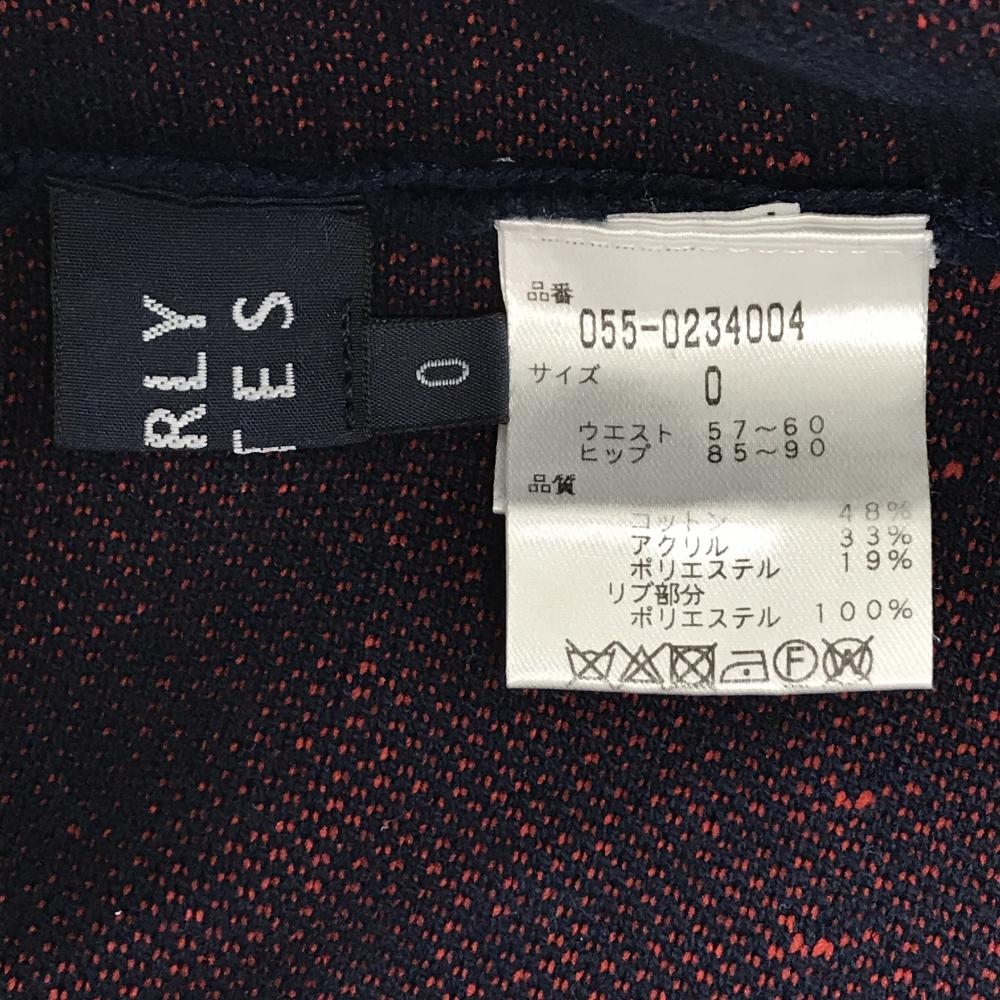 RLY
TES
0
品番
055-0234004
サイズ 0
ウエスト 57～60
ヒップ 85～90
品質
コットン 48%
アクリル 33%
ポリエステル 19%
リブ部分
ポリエステル 100%
F W